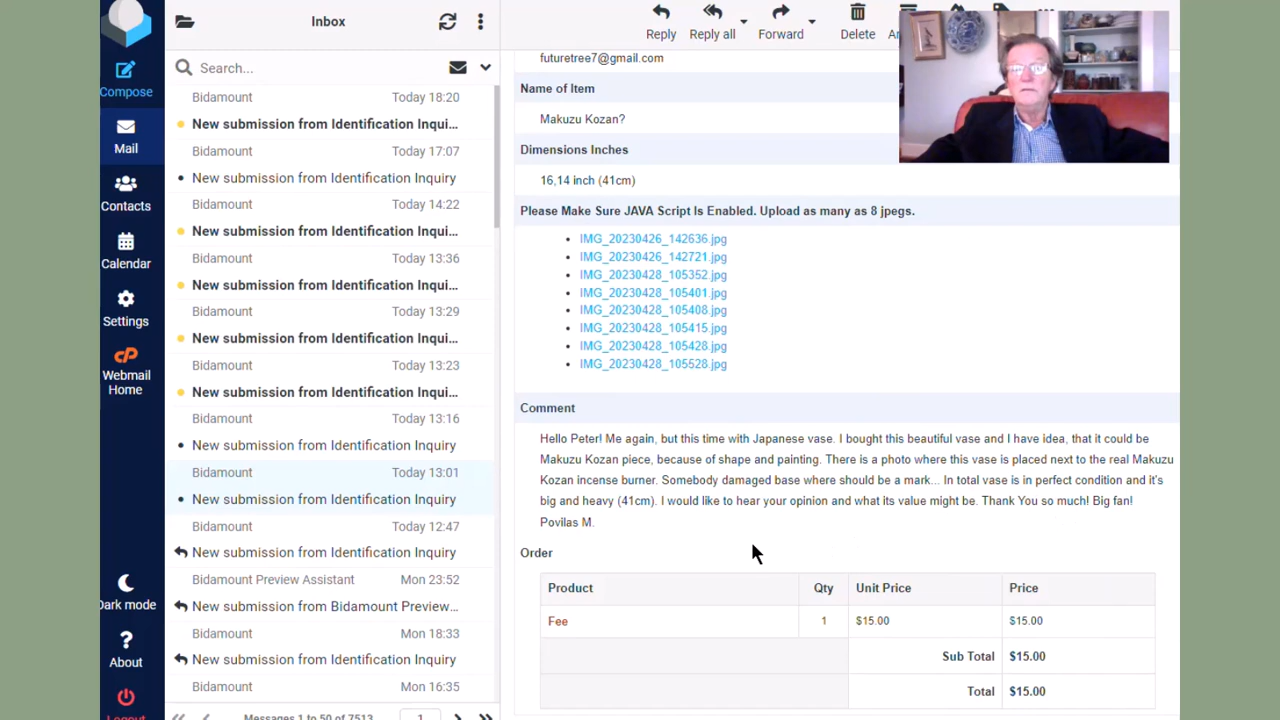 Inbox
Search...
Compose
Mail
Contacts
Calendar
Settings
cP
Webmail
Home
Dark mode
?
About
Logout
Bidamount Today 18:20
New submission from Identification Inqui...
Bidamount Today 17:07
New submission from Identification Inquiry
Bidamount Today 14:22
New submission from Identification Inqui...
Bidamount Today 13:36
New submission from Identification Inqui...
Bidamount Today 13:29
New submission from Identification Inqui...
Bidamount Today 13:23
New submission from Identification Inqui...
Bidamount Today 13:16
New submission from Identification Inquiry
Bidamount Today 13:01
New submission from Identification Inquiry
Bidamount Today 12:47
New submission from Identification Inquiry
Bidamount Preview Assistant Mon 23:52
New submission from Bidamount Preview...
Bidamount Mon 18:33
New submission from Identification Inquiry
Bidamount Mon 16:35
Messages 1 to 50 of 7513 1
Reply Reply all Forward Delete
futuretree7@gmail.com
Name of Item
Makuzu Kozan?
Dimensions Inches
16,14 inch (41cm)
Please Make Sure JAVA Script Is Enabled. Upload as many as 8 jpegs.
• IMG_20230426_142636.jpg
• IMG_20230426_142721.jpg
• IMG_20230428_105352.jpg
• IMG_20230428_105401.jpg
• IMG_20230428_105408.jpg
• IMG_20230428_105415.jpg
• IMG_20230428_105428.jpg
• IMG_20230428_105528.jpg
Comment
Hello Peter! Me again, but this time with Japanese vase. I bought this beautiful vase and I have idea, that it could be
Makuzu Kozan piece, because of shape and painting. There is a photo where this vase is placed next to the real Makuzu
Kozan incense burner. Somebody damaged base where should be a mark... In total vase is in perfect condition and it's
big and heavy (41cm). I would like to hear your opinion and what its value might be. Thank You so much! Big fan!
Povilas M.
Order
Product Qty Unit Price Price
Fee 1 $15.00 $15.00
Sub Total $15.00
Total $15.00